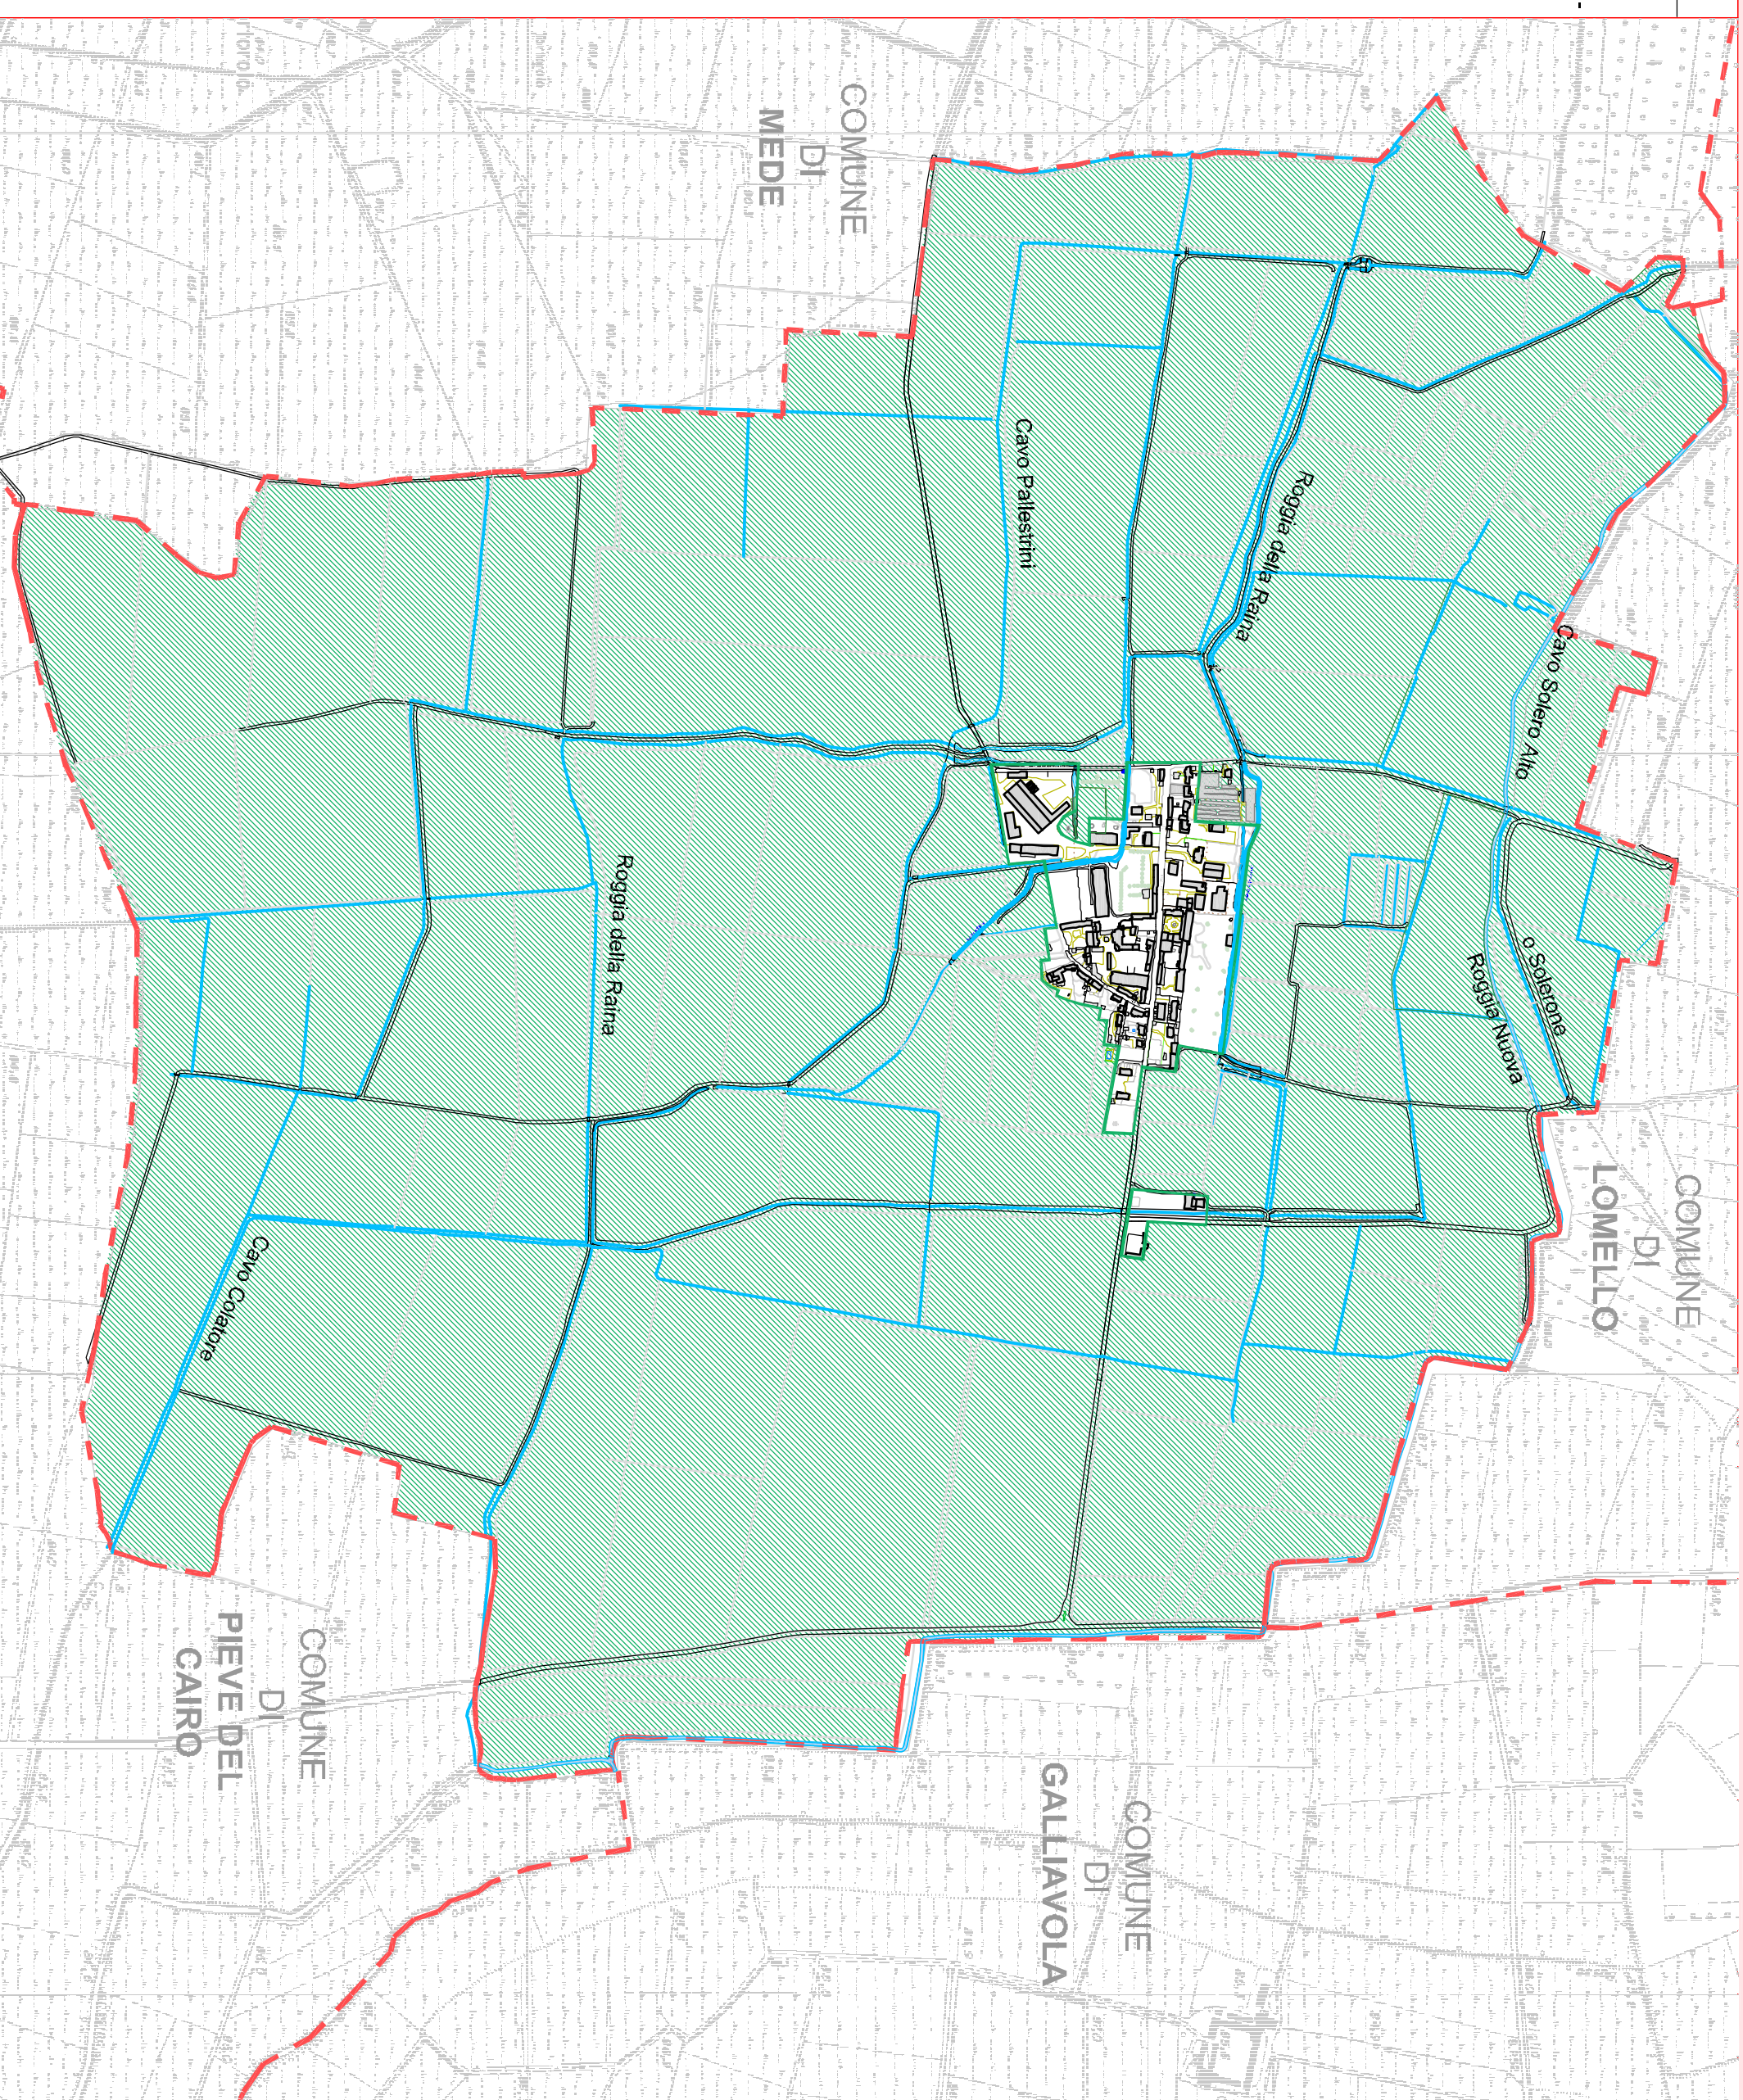 COMUNE
DI
MEDE
COMUNE
DI
LOMELLO
COMUNE
DI
GALLIAVOLA
COMUNE
DI
PIEVE DEL
CAIRO
Cavo Pallestrini
Roggia della Raina
Cavo Solero Alto
o Solerone
Roggia Nuova
Roggia della Raina
Cavo Colatore